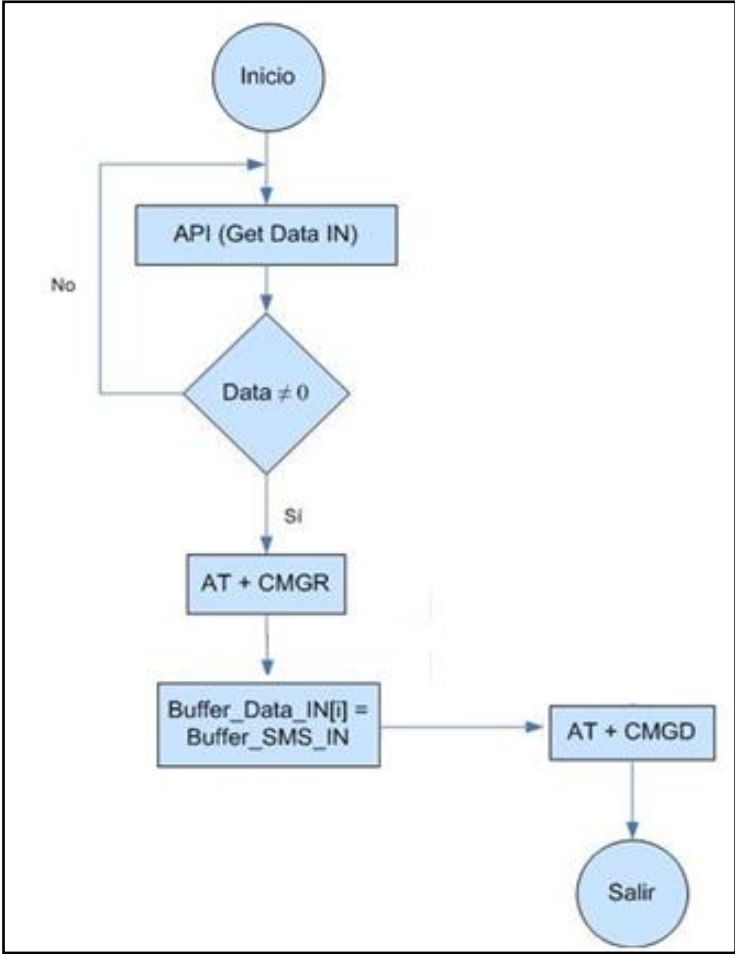 Inicio
API (Get Data IN)
No
Data ≠ 0
Si
AT + CMGR
Buffer_Data_IN[i] =
Buffer_SMS_IN
AT + CMGD
Salir